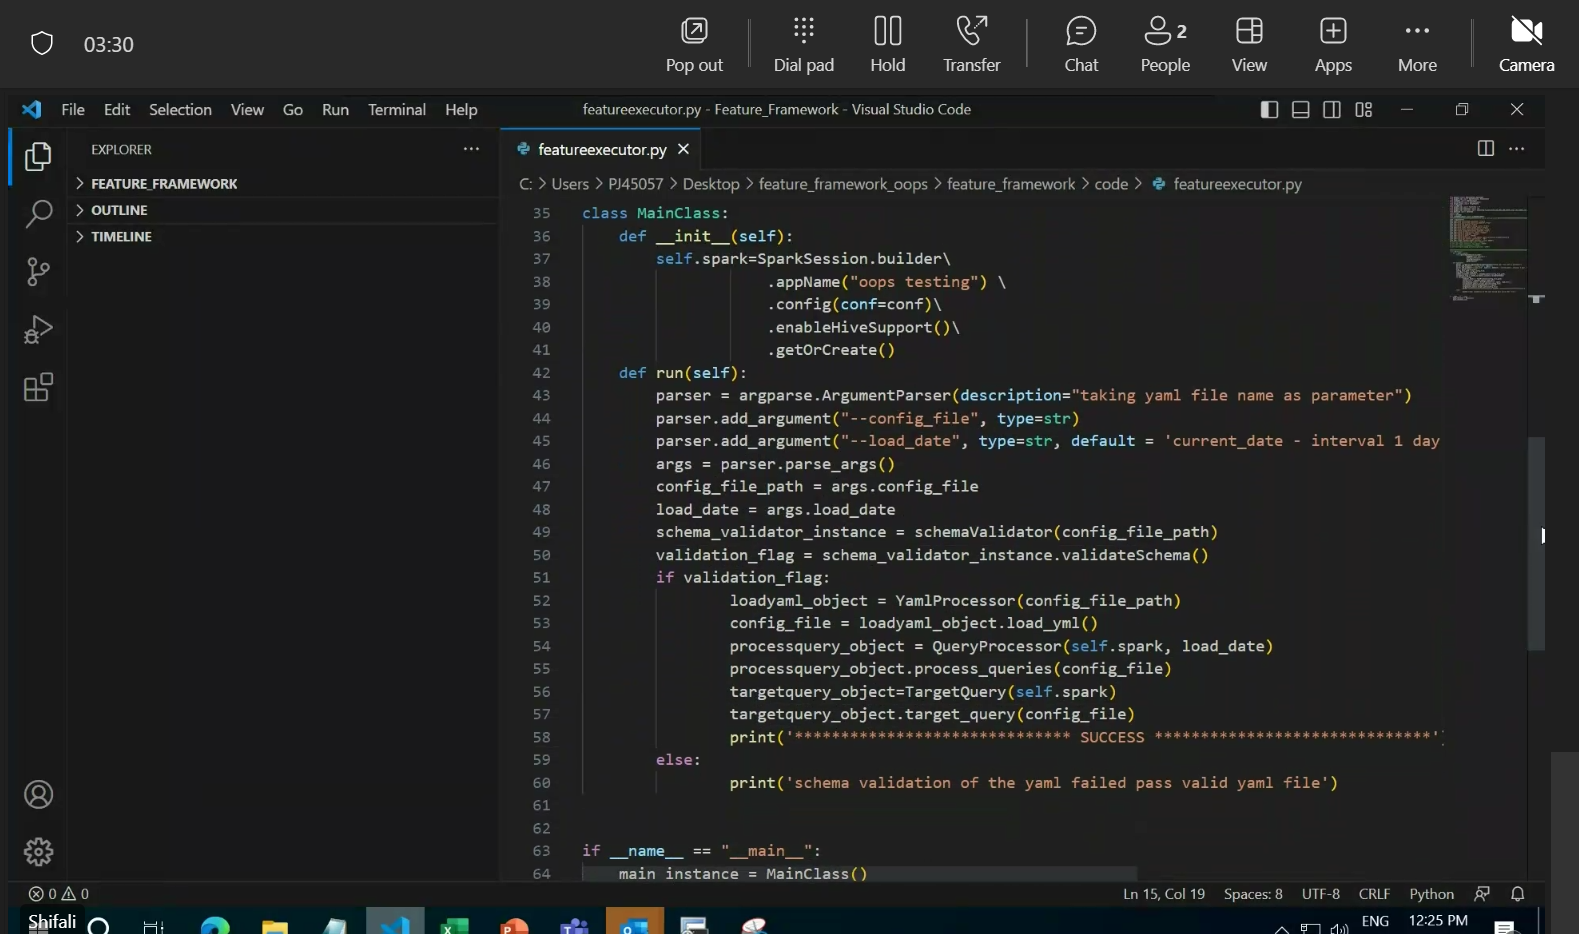 03:30
Pop out
Dial pad
Hold
Transfer
Chat
2
People
View
Apps
More
Camera
File Edit Selection View Go Run Terminal Help
featureexecutor.py - Feature_Framework - Visual Studio Code
EXPLORER
FEATURE_FRAMEWORK
OUTLINE
TIMELINE
featureexecutor.py
C: > Users > PJ45057 > Desktop > feature_framework_oops > feature_framework > code > featureexecutor.py
35 class MainClass:
36 def __init__(self):
37 self.spark=SparkSession.builder\
38 .appName("oops testing") \
39 .config(conf=conf)\
40 .enableHiveSupport()\
41 .getOrCreate()
42 def run(self):
43 parser = argparse.ArgumentParser(description="taking yaml file name as parameter")
44 parser.add_argument("--config_file", type=str)
45 parser.add_argument("--load_date", type=str, default = 'current_date - interval 1 day
46 args = parser.parse_args()
47 config_file_path = args.config_file
48 load_date = args.load_date
49 schema_validator_instance = schemaValidator(config_file_path)
50 validation_flag = schema_validator_instance.validateSchema()
51 if validation_flag:
52 loadyaml_object = YamlProcessor(config_file_path)
53 config_file = loadyaml_object.load_yml()
54 processquery_object = QueryProcessor(self.spark, load_date)
55 processquery_object.process_queries(config_file)
56 targetquery_object=TargetQuery(self.spark)
57 targetquery_object.target_query(config_file)
58 print('****************************** SUCCESS ******************************'
59 else:
60 print('schema validation of the yaml failed pass valid yaml file')
61
62
63 if __name__ == "__main__":
64 main_instance = MainClass()
0 0
Ln 15, Col 19 Spaces: 8 UTF-8 CRLF Python
Shifali
ENG
12:25 PM